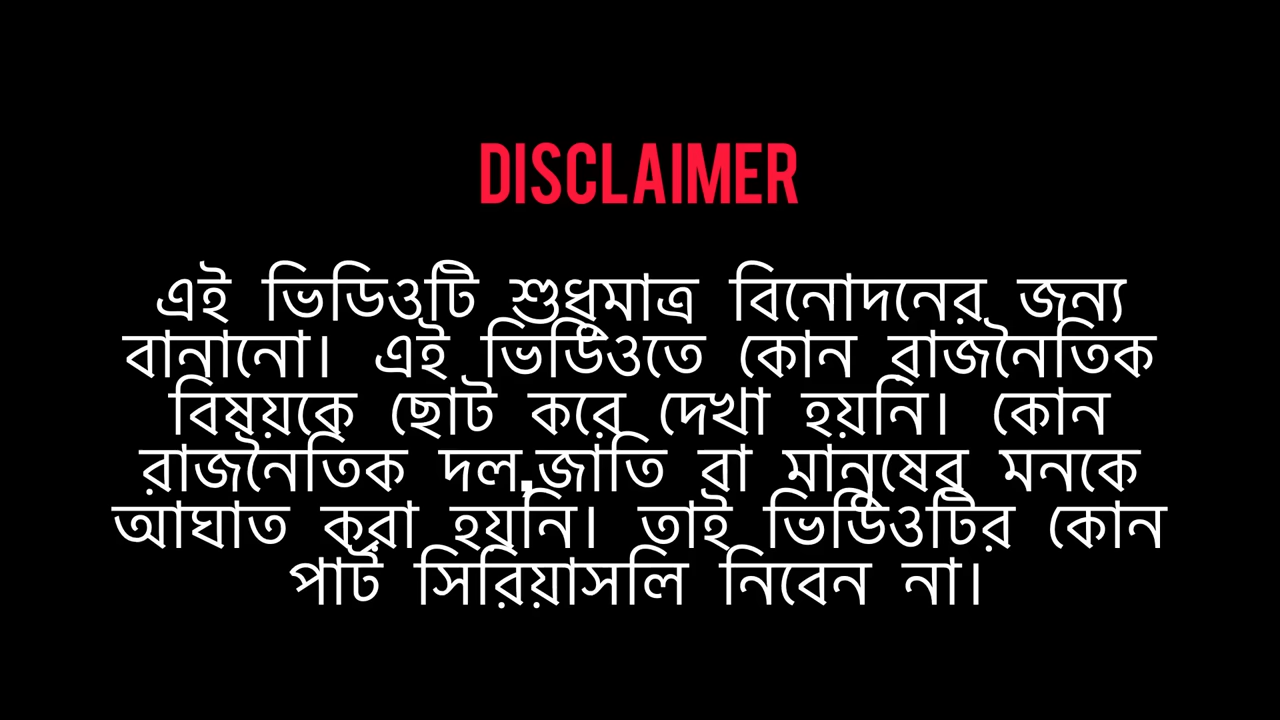 DISCLAIMER
এই ভিডিওটি শুধুমাত্র বিনোদনের জন্য
বানানো। এই ভিডিওতে কোন রাজনৈতিক
বিষয়কে ছোট করে দেখা হয়নি। কোন
রাজনৈতিক দল,জাতি বা মানুষের মনকে
আঘাত করা হয়নি। তাই ভিডিওটির কোন
পার্ট সিরিয়াসলি নিবেন না।